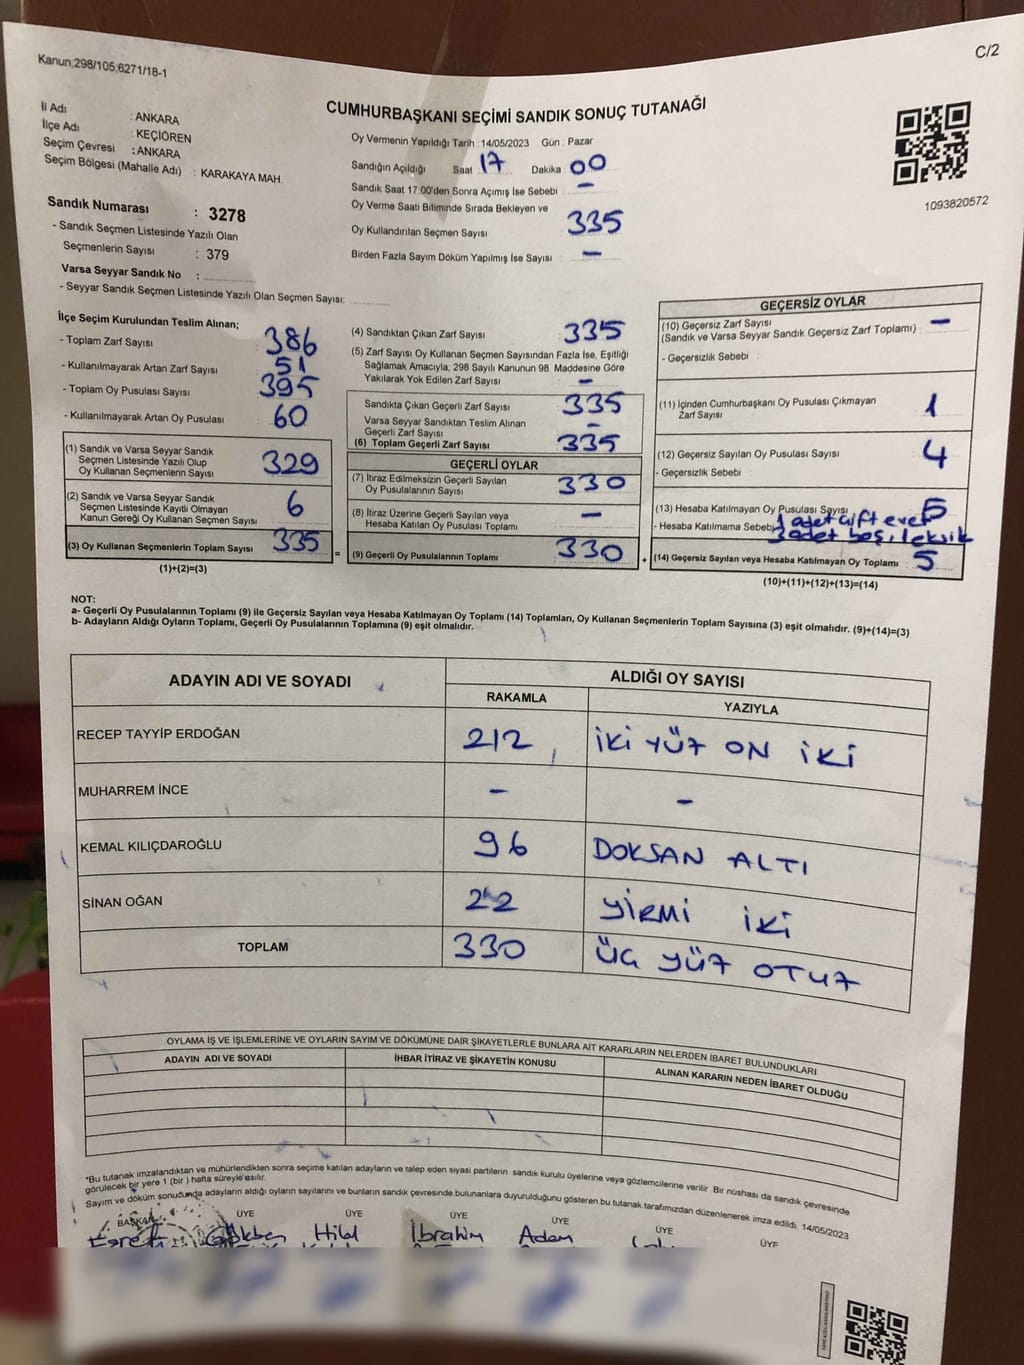 Kanun;298/105;6271/18-1
C/2
CUMHURBAŞKANI SEÇİMİ SANDIK SONUÇ TUTANAĞI
İl Adı : ANKARA
İlçe Adı : KEÇİÖREN
Seçim Çevresi : ANKARA
Seçim Bölgesi (Mahalle Adı) : KARAKAYA MAH.
Oy Vermenin Yapıldığı Tarih :14/05/2023 Gün : Pazar
Sandığın Açıldığı Saat 17 Dakika : 00
Sandık Saat 17:00'den Sonra Açımış İse Sebebi : -
Oy Verme Saati Bitiminde Sırada Bekleyen ve
Oy Kullandırılan Seçmen Sayısı 335
Birden Fazla Sayım Döküm Yapılmış İse Sayısı : -
1093820572
Sandık Numarası : 3278
- Sandık Seçmen Listesinde Yazılı Olan
Seçmenlerin Sayısı : 379
Varsa Seyyar Sandık No :
- Seyyar Sandık Seçmen Listesinde Yazılı Olan Seçmen Sayısı:
İlçe Seçim Kurulundan Teslim Alınan;
- Toplam Zarf Sayısı : 386
- Kullanılmayarak Artan Zarf Sayısı : 51
- Toplam Oy Pusulası Sayısı : 395
- Kullanılmayarak Artan Oy Pusulası : 60
(1) Sandık ve Varsa Seyyar Sandık
Seçmen Listesinde Yazılı Olup
Oy Kullanan Seçmenlerin Sayısı : 329
(2) Sandık ve Varsa Seyyar Sandık
Seçmen Listesinde Kayıtlı Olmayan
Kanun Gereği Oy Kullanan Seçmen Sayısı : 6
(3) Oy Kullanan Seçmenlerin Toplam Sayısı : 335
(1)+(2)=(3)
=
(4) Sandıktan Çıkan Zarf Sayısı : 335
(5) Zarf Sayısı Oy Kullanan Seçmen Sayısından Fazla İse, Eşitliği
Sağlamak Amacıyla; 298 Sayılı Kanunun 98. Maddesine Göre
Yakılarak Yok Edilen Zarf Sayısı : -
Sandıkta Çıkan Geçerli Zarf Sayısı : 335
Varsa Seyyar Sandıktan Teslim Alınan
Geçerli Zarf Sayısı : -
(6) Toplam Geçerli Zarf Sayısı : 335
GEÇERLİ OYLAR
(7) İtiraz Edilmeksizin Geçerli Sayılan
Oy Pusulalarının Sayısı : 330
(8) İtiraz Üzerine Geçerli Sayılan veya
Hesaba Katılan Oy Pusulası Toplamı : -
(9) Geçerli Oy Pusulalarının Toplamı : 330
+
GEÇERSİZ OYLAR
(10) Geçersiz Zarf Sayısı
(Sandık ve Varsa Seyyar Sandık Geçersiz Zarf Toplamı) : -
- Geçersizlik Sebebi :
(11) İçinden Cumhurbaşkanı Oy Pusulası Çıkmayan
Zarf Sayısı : 1
(12) Geçersiz Sayılan Oy Pusulası Sayısı : 4
- Geçersizlik Sebebi :
(13) Hesaba Katılmayan Oy Pusulası Sayısı : 5
- Hesaba Katılmama Sebebi 1 adet çift evet
3 adet boş,
(14) Geçersiz Sayılan veya Hesaba Katılmayan Oy Toplamı : 5
(10)+(11)+(12)+(13)=(14)
NOT:
a- Geçerli Oy Pusulalarının Toplamı (9) ile Geçersiz Sayılan veya Hesaba Katılmayan Oy Toplamı (14) Toplamları, Oy Kullanan Seçmenlerin Toplam Sayısına (3) eşit olmalıdır. (9)+(14)=(3)
b- Adayların Aldığı Oyların Toplamı, Geçerli Oy Pusulalarının Toplamına (9) eşit olmalıdır.
ADAYIN ADI VE SOYADI ALDIĞI OY SAYISI
RAKAMLA YAZIYLA
RECEP TAYYİP ERDOĞAN 212 İKİ YÜZ ON İKİ
MUHARREM İNCE - -
KEMAL KILIÇDAROĞLU 96 DOKSAN ALTI
SİNAN OĞAN 22 YİRMİ İKİ
TOPLAM 330 ÜÇ YÜZ OTUZ
OYLAMA İŞ VE İŞLEMLERİNE VE OYLARIN SAYIM VE DÖKÜMÜNE DAİR ŞİKAYETLERLE BUNLARA AİT KARARLARIN NELERDEN İBARET BULUNDUKLARI
ADAYIN ADI VE SOYADI İHBAR İTİRAZ VE ŞİKAYETİN KONUSU ALINAN KARARIN NEDEN İBARET OLDUĞU
*Bu tutanak imzalandıktan ve mühürlendikten sonra seçime katılan adayların ve talep eden siyasi partilerin sandık kurulu üyelerine veya gözlemcilerine verilir. Bir nüshası da sandık çevresinde
görülecek bir yere 1 (bir ) hafta süreyle asılır.
Sayım ve döküm sonucunda adayların aldığı oyların sayılarını ve bunların sandık çevresinde bulunanlara duyurulduğunu gösteren bu tutanak tarafımızdan düzenlenerek imza edildi. 14/05/2023
BAŞKAN ÜYE ÜYE ÜYE ÜYE ÜYE ÜYE
İbrahim Adem